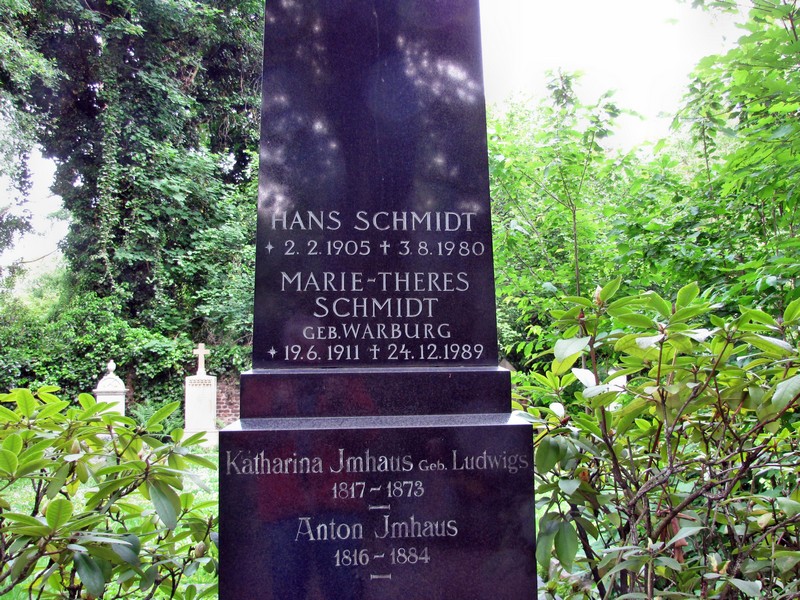 HANS SCHMIDT
✦ 2. 2. 1905 ✝ 3. 8. 1980
MARIE-THERES
SCHMIDT
GEB. WARBURG
✦ 19. 6. 1911 ✝ 24. 12. 1989
Katharina Jmhaus Geb. Ludwigs
1817 - 1873
Anton Jmhaus
1816 - 1884